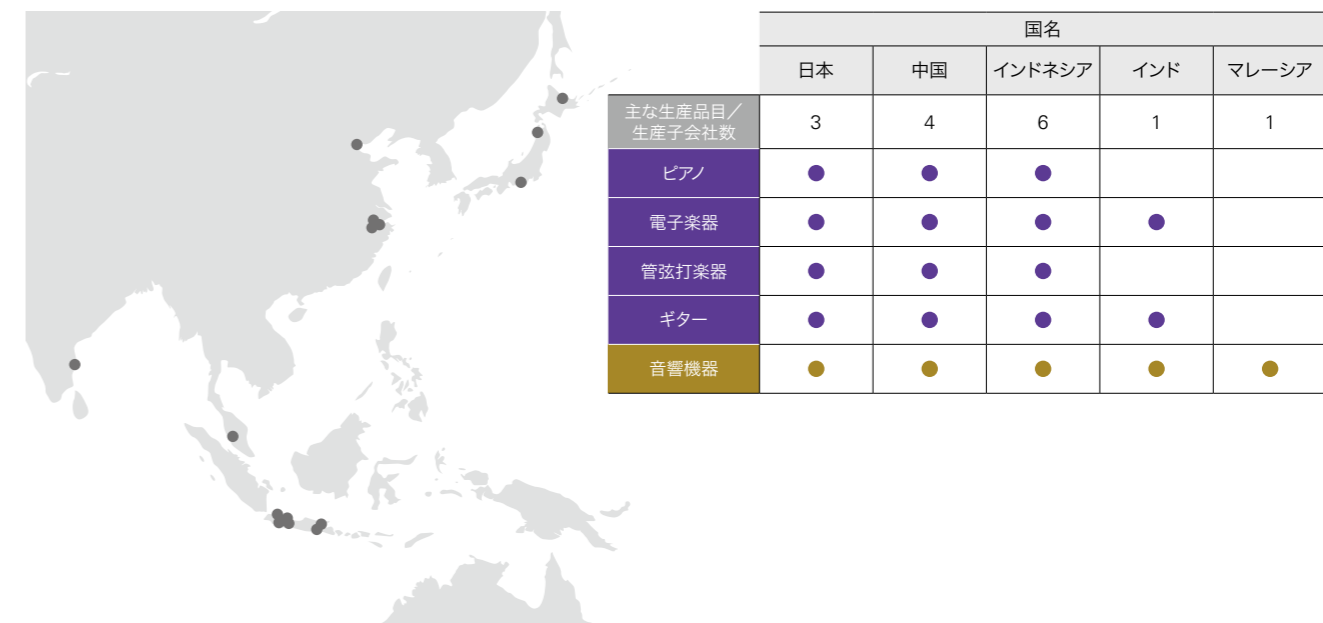 国名
日本 中国 インドネシア インド マレーシア
主な生産品目／
生産子会社数 3 4 6 1 1
ピアノ ● ● ●
電子楽器 ● ● ● ●
管弦打楽器 ● ● ●
ギター ● ● ● ●
音響機器 ● ● ● ● ●